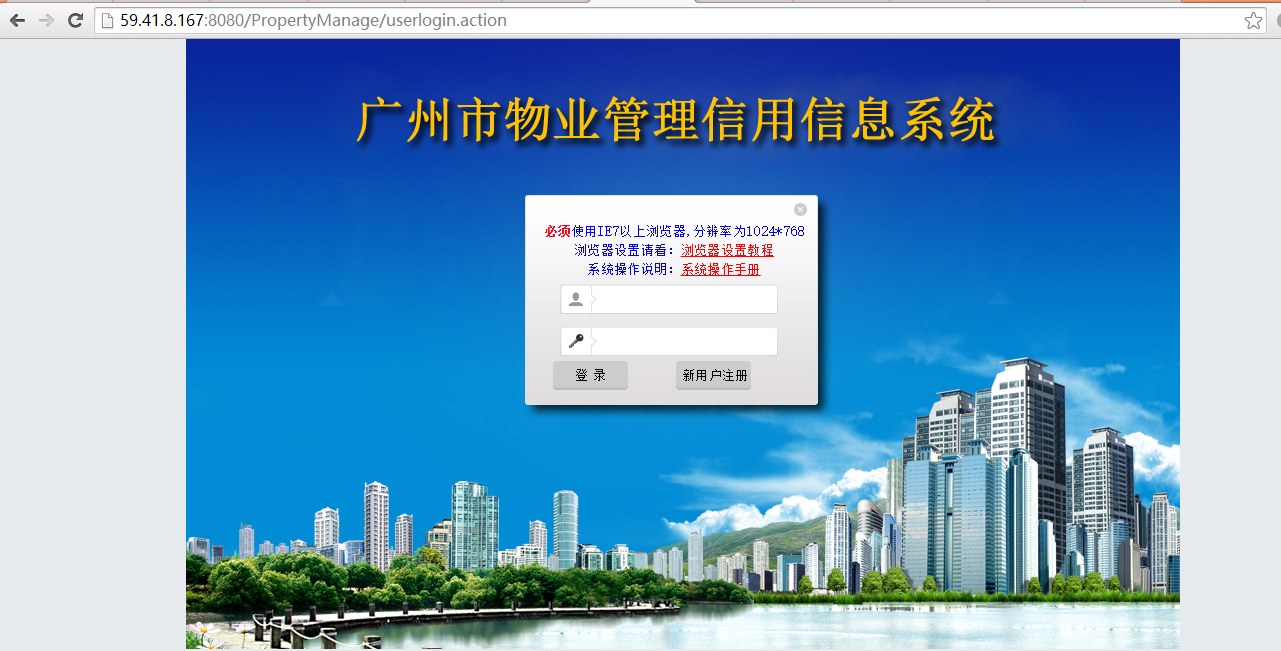 59.41.8.167:8080/PropertyManage/userlogin.action
广州市物业管理信用信息系统
必须使用IE7以上浏览器,分辨率为1024*768
浏览器设置请看：浏览器设置教程
系统操作说明：系统操作手册
登 录
新用户注册